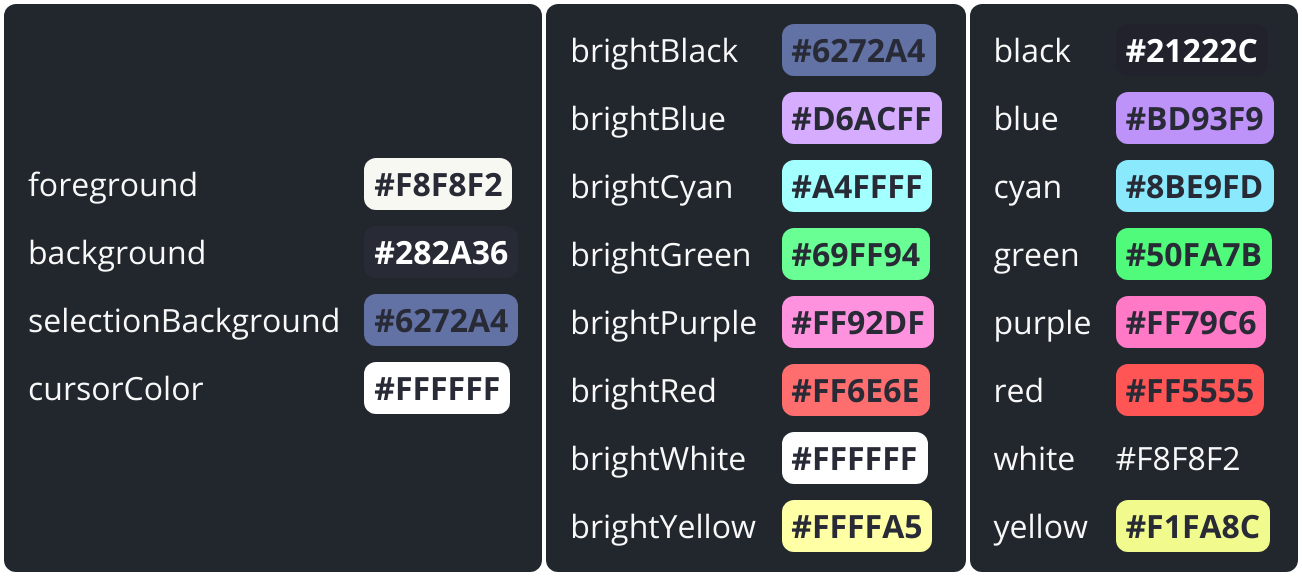 foreground #F8F8F2
background #282A36
selectionBackground #6272A4
cursorColor #FFFFFF
brightBlack #6272A4
brightBlue #D6ACFF
brightCyan #A4FFFF
brightGreen #69FF94
brightPurple #FF92DF
brightRed #FF6E6E
brightWhite #FFFFFF
brightYellow #FFFFA5
black #21222C
blue #BD93F9
cyan #8BE9FD
green #50FA7B
purple #FF79C6
red #FF5555
white #F8F8F2
yellow #F1FA8C